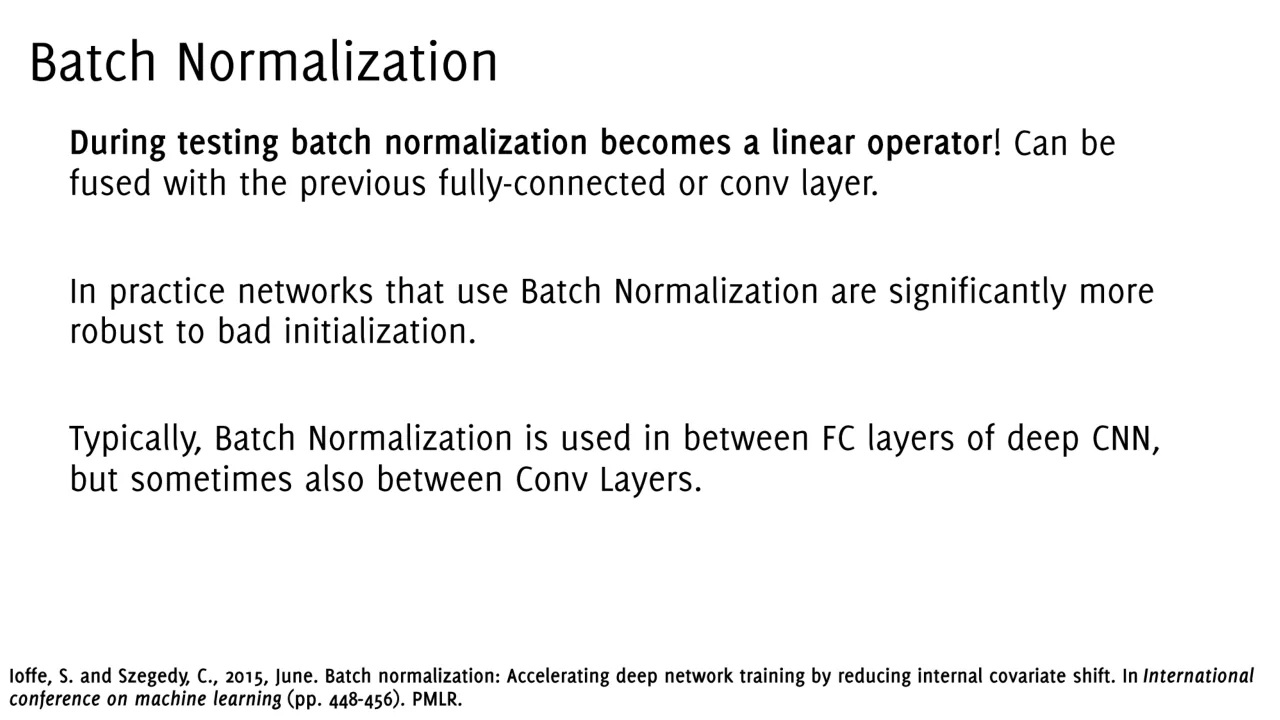 Batch Normalization
During testing batch normalization becomes a linear operator! Can be
fused with the previous fully-connected or conv layer.
In practice networks that use Batch Normalization are significantly more
robust to bad initialization.
Typically, Batch Normalization is used in between FC layers of deep CNN,
but sometimes also between Conv Layers.
Ioffe, S. and Szegedy, C., 2015, June. Batch normalization: Accelerating deep network training by reducing internal covariate shift. In International
conference on machine learning (pp. 448-456). PMLR.